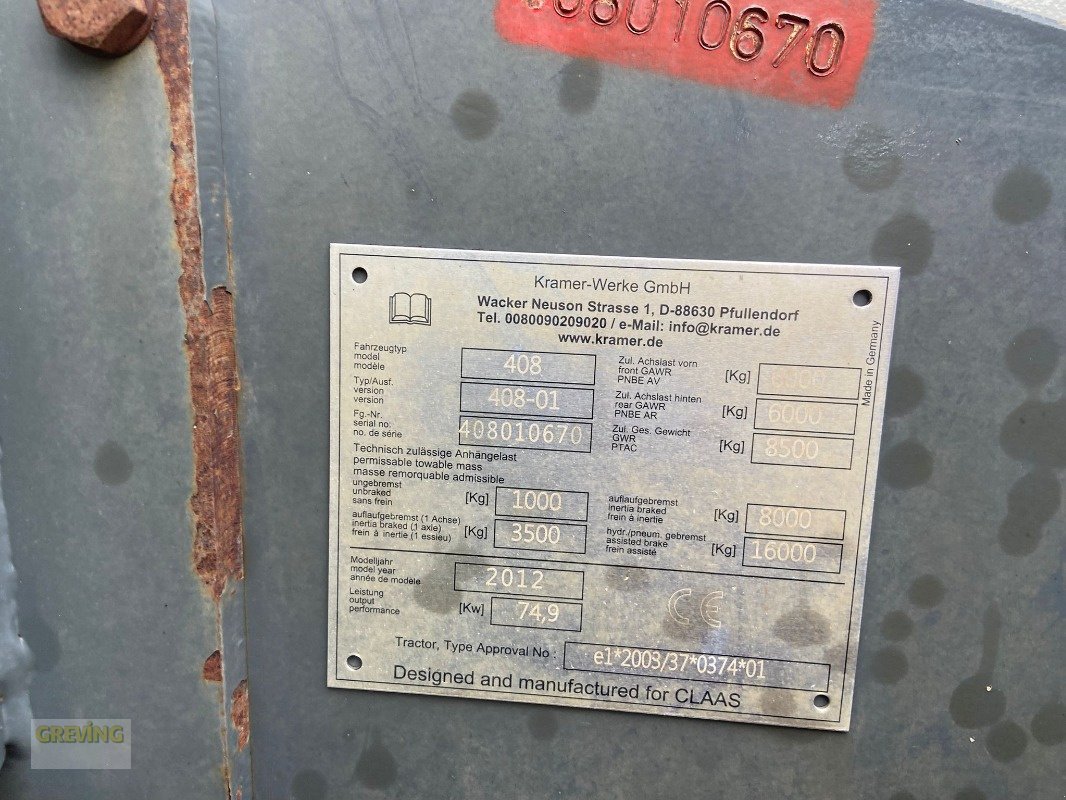 08010670
Kramer-Werke GmbH
Wacker Neuson Strasse 1, D-88630 Pfullendorf
Tel. 0080090209020 / e-Mail: info@kramer.de
www.kramer.de
Made in Germany
Fahrzeugtyp
model
modèle
408
Typ/Ausf.
version
version
408-01
Fg.-Nr.
serial no.
no. de série
408010670
Zul. Achslast vorn
front GAWR
PNBE AV
[Kg]
Zul. Achslast hinten
rear GAWR
PNBE AR
[Kg] 6000
Zul. Ges. Gewicht
GWR
PTAC
[Kg] 8500
Technisch zulässige Anhängelast
permissable towable mass
masse remorquable admissible
ungebremst
unbraked
sans frein
[Kg] 1000
auflaufgebremst (1 Achse)
inertia braked (1 axle)
frein à inertie (1 essieu)
[Kg] 3500
auflaufgebremst
inertia braked
frein à inertie
[Kg] 8000
hydr./pneum. gebremst
assisted brake
frein assisté
[Kg] 16000
Modelljahr
model year
année de modèle
2012
Leistung
output
performance
[Kw] 74,9
CE
Tractor, Type Approval No :
e1*2003/37*0374*01
Designed and manufactured for CLAAS
GREVING